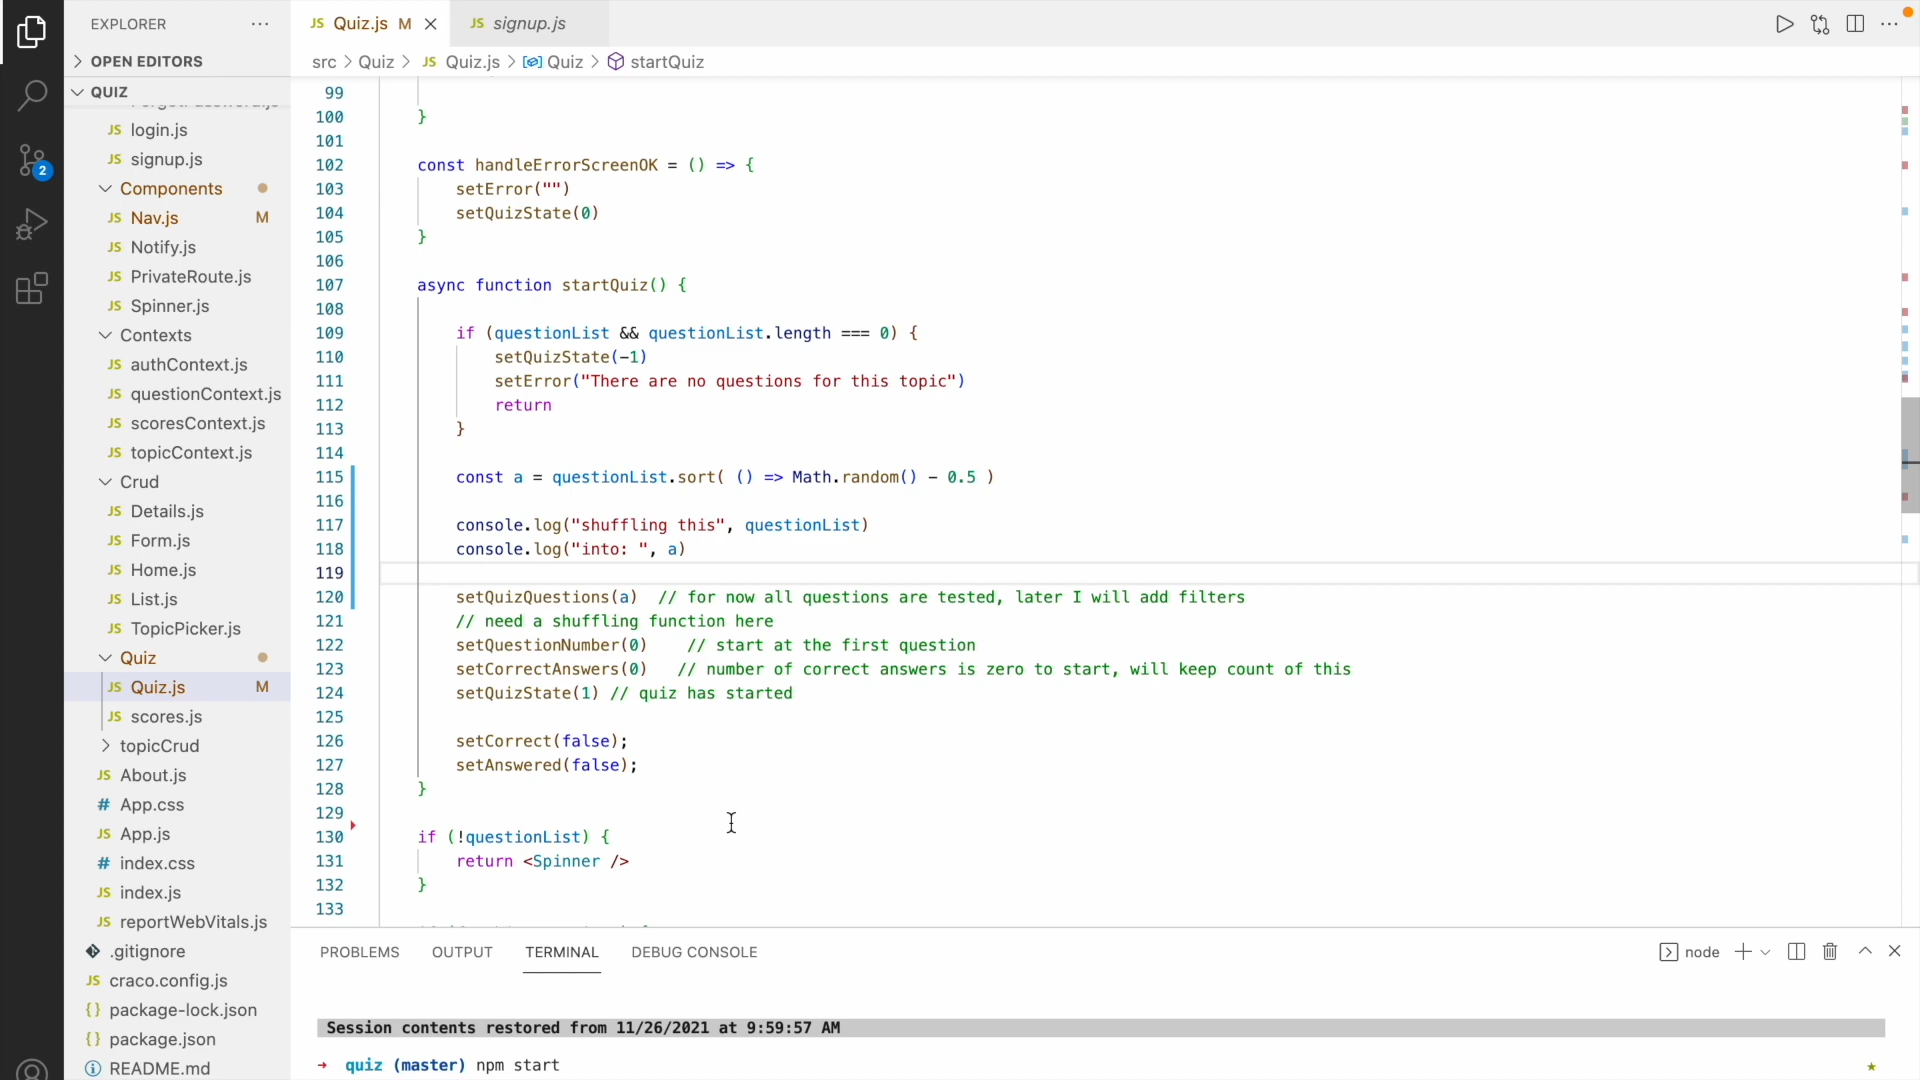 EXPLORER
OPEN EDITORS
QUIZ
login.js
signup.js
Components
Nav.js M
Notify.js
PrivateRoute.js
Spinner.js
Contexts
authContext.js
questionContext.js
scoresContext.js
topicContext.js
Crud
Details.js
Form.js
Home.js
List.js
TopicPicker.js
Quiz
Quiz.js M
scores.js
topicCrud
About.js
App.css
App.js
index.css
index.js
reportWebVitals.js
.gitignore
craco.config.js
package-lock.json
package.json
README.md
2
JS Quiz.js M JS signup.js
src > Quiz > JS Quiz.js > Quiz > startQuiz
99
100 }
101
102 const handleErrorScreenOK = () => {
103 setError("")
104 setQuizState(0)
105 }
106
107 async function startQuiz() {
108
109 if (questionList && questionList.length === 0) {
110 setQuizState(-1)
111 setError("There are no questions for this topic")
112 return
113 }
114
115 const a = questionList.sort( () => Math.random() - 0.5 )
116
117 console.log("shuffling this", questionList)
118 console.log("into: ", a)
119
120 setQuizQuestions(a) // for now all questions are tested, later I will add filters
121 // need a shuffling function here
122 setQuestionNumber(0) // start at the first question
123 setCorrectAnswers(0) // number of correct answers is zero to start, will keep count of this
124 setQuizState(1) // quiz has started
125
126 setCorrect(false);
127 setAnswered(false);
128 }
129
130 if (!questionList) {
131 return <Spinner />
132 }
133
PROBLEMS OUTPUT TERMINAL DEBUG CONSOLE node
Session contents restored from 11/26/2021 at 9:59:57 AM
→ quiz (master) npm start